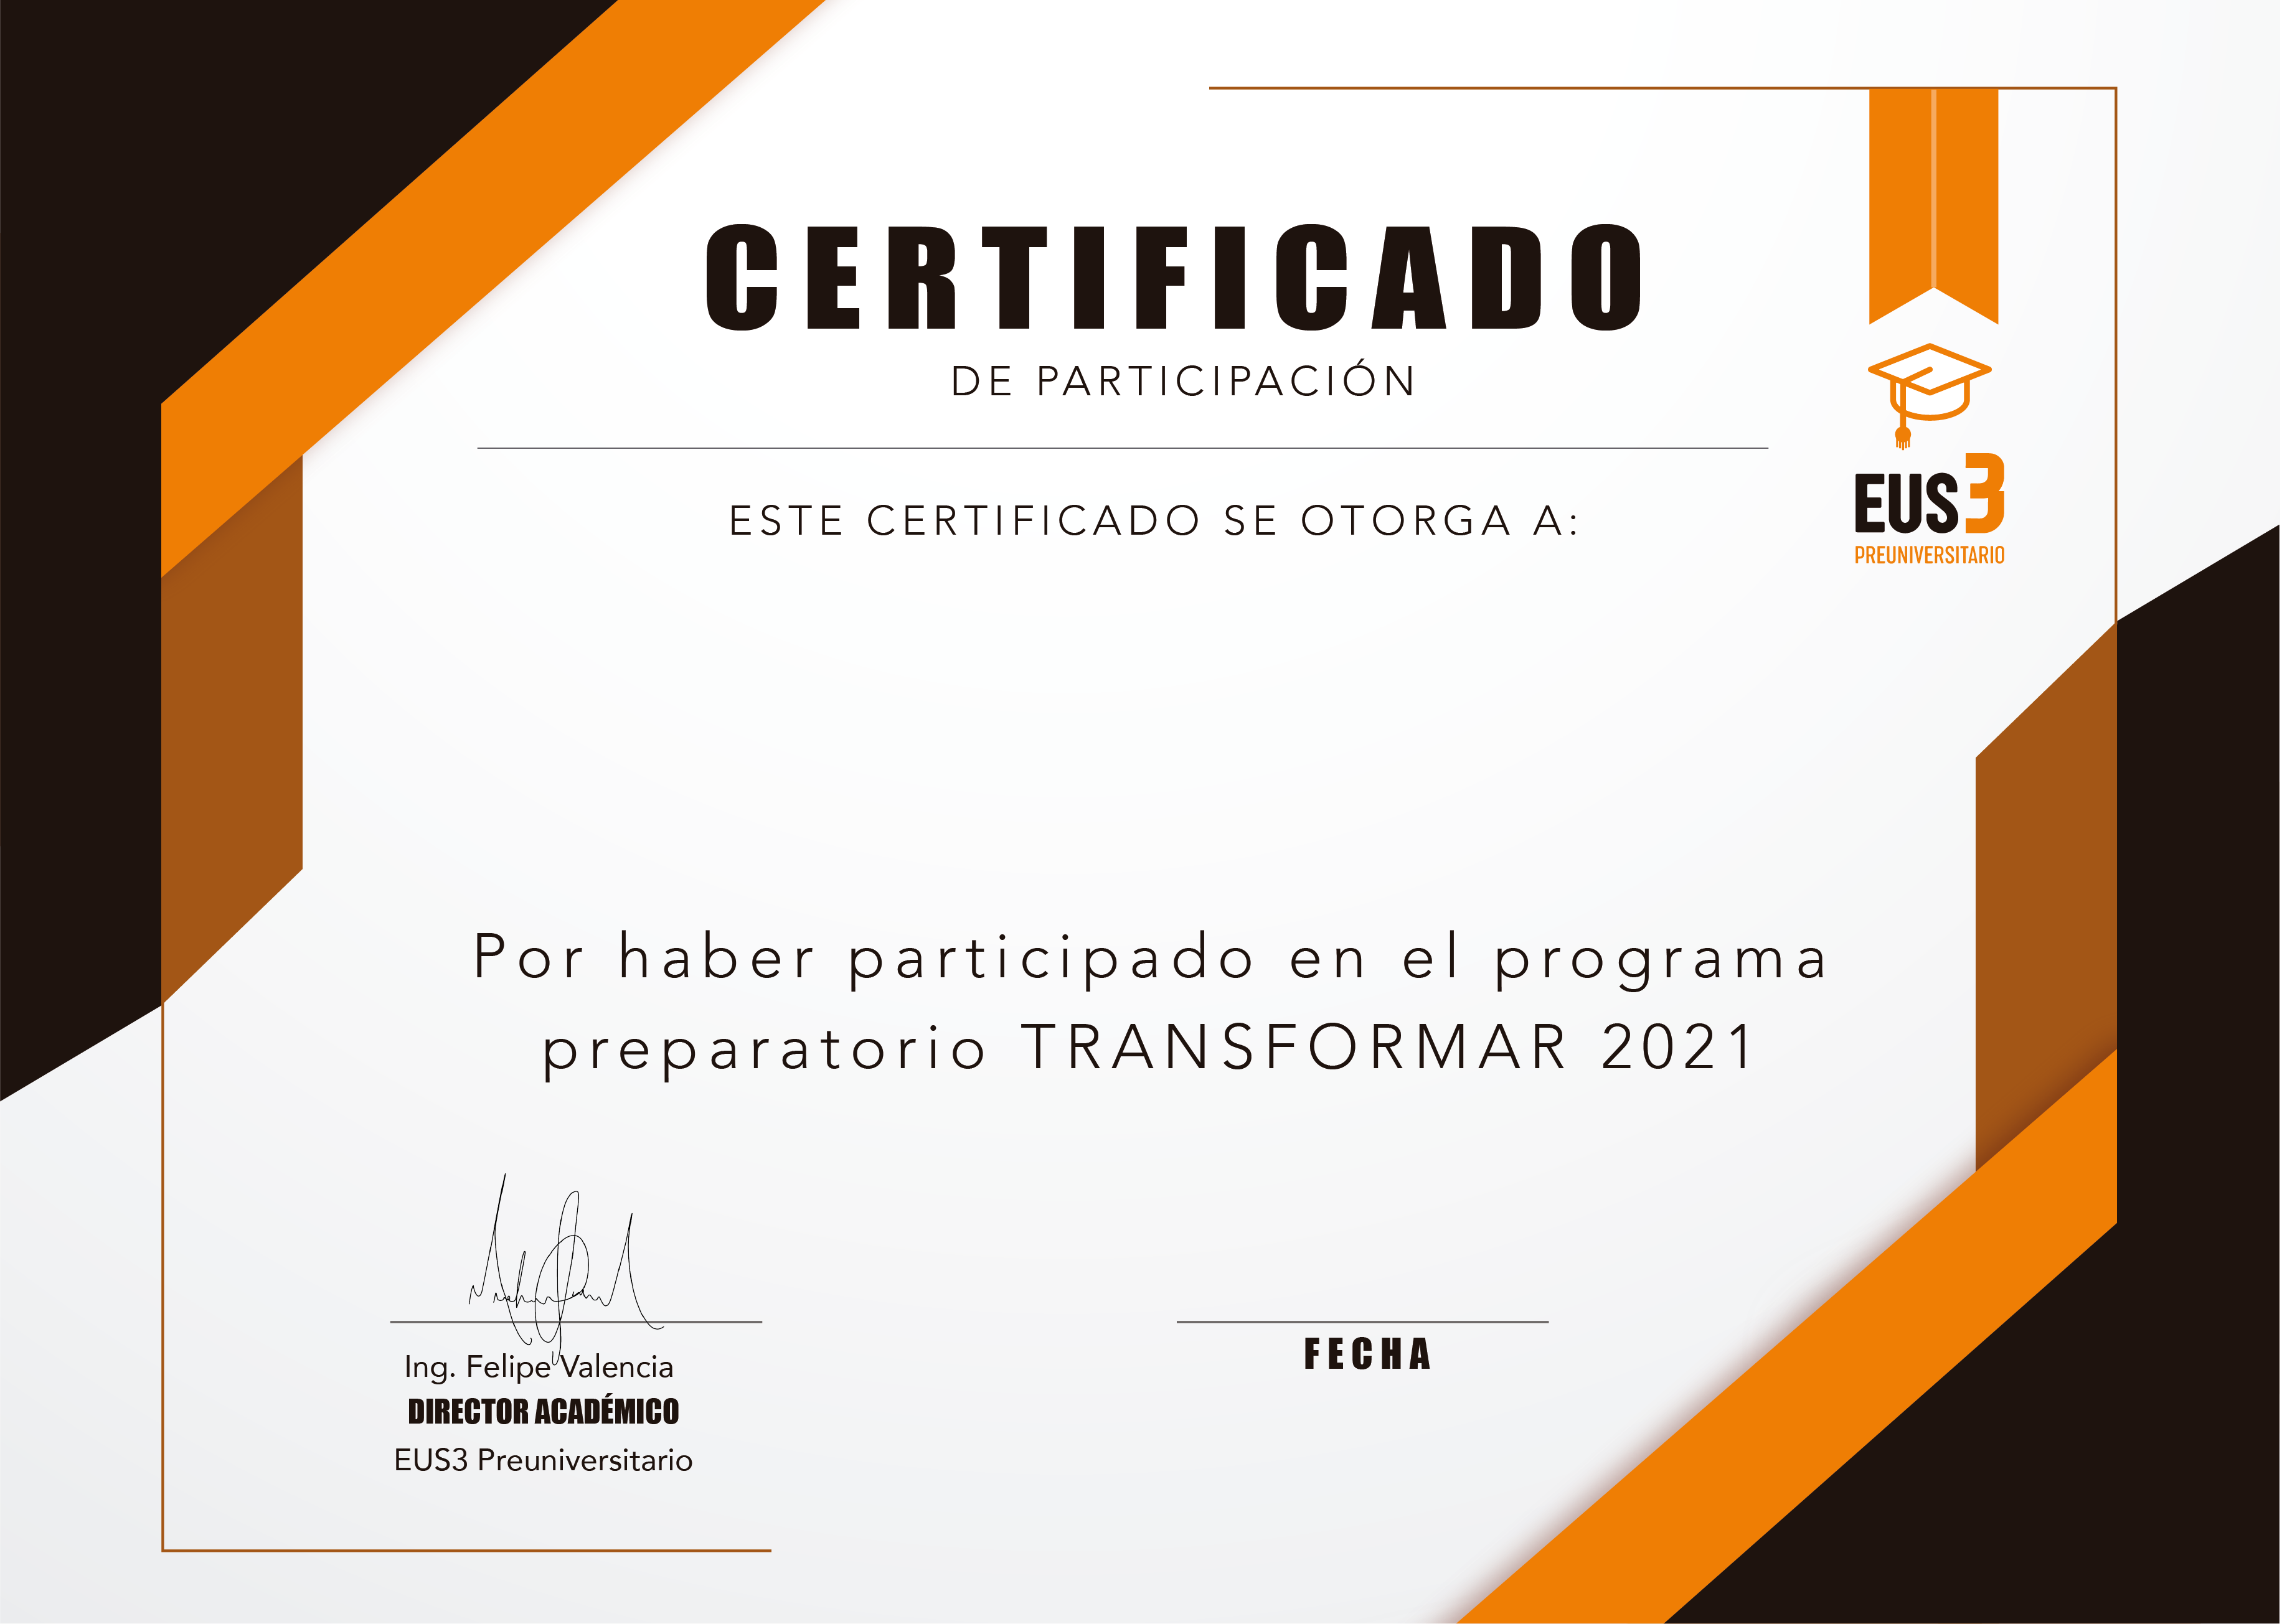 CERTIFICADO
DE PARTICIPACIÓN
ESTE CERTIFICADO SE OTORGA A:
EUS3
PREUNIVERSITARIO
Por haber participado en el programa
preparatorio TRANSFORMAR 2021
Ing. Felipe Valencia
DIRECTOR ACADÉMICO
EUS3 Preuniversitario
FECHA